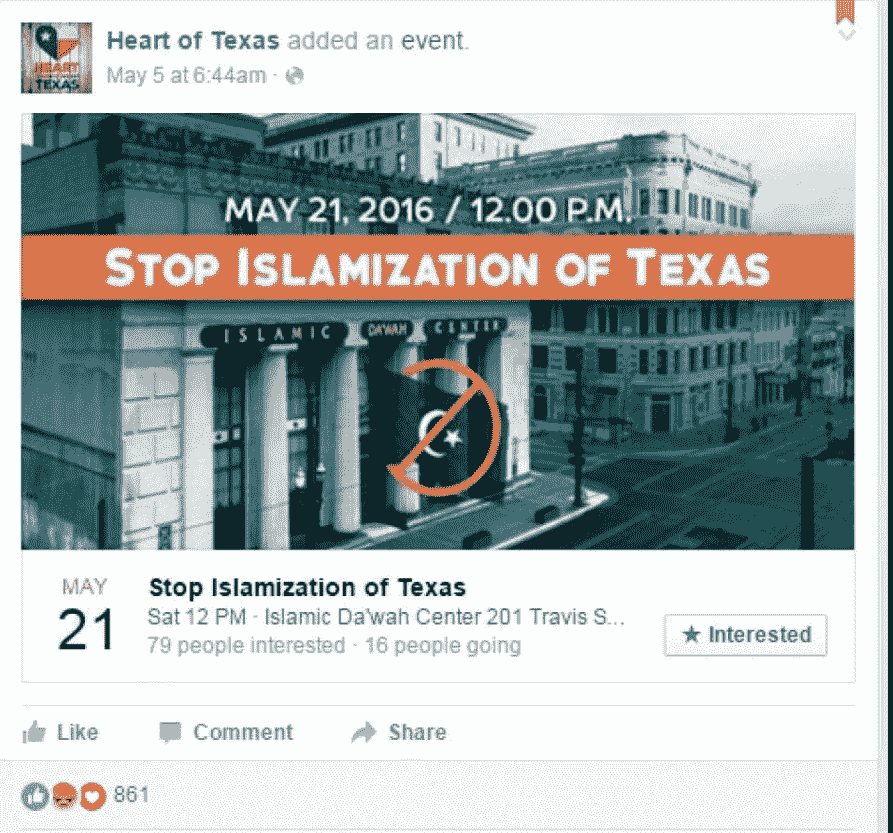 HEART
TEXAS
Heart of Texas added an event.
May 5 at 6:44am ·
MAY 21, 2016 / 12.00 P.M.
STOP ISLAMIZATION OF TEXAS
ISLAMIC DA'WAH CENTER
MAY
21
Stop Islamization of Texas
Sat 12 PM · Islamic Da'wah Center 201 Travis S...
79 people interested · 16 people going
★ Interested
Like
Comment
Share
861